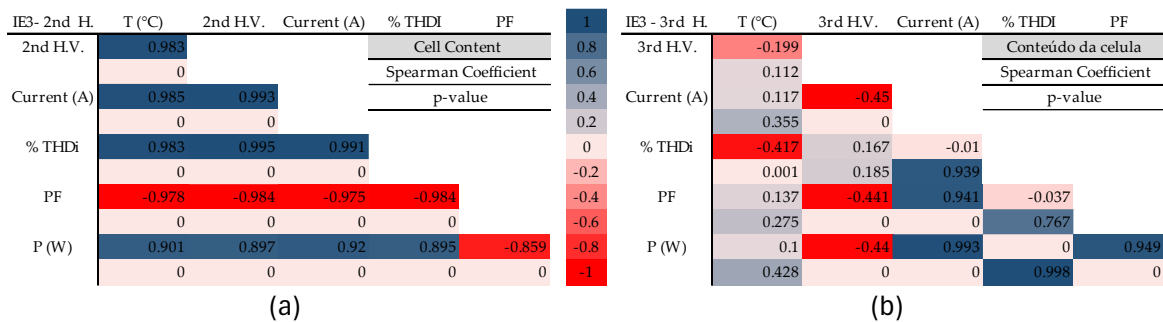 IE3- 2nd H. T (°C) 2nd H.V. Current (A) % THDI PF
2nd H.V. 0.983 Cell Content
0 Spearman Coefficient
Current (A) 0.985 0.993 p-value
0 0
% THDi 0.983 0.995 0.991
0 0 0
PF -0.978 -0.984 -0.975 -0.984
0 0 0 0
P (W) 0.901 0.897 0.92 0.895 -0.859
0 0 0 0 0
(a)
1
0.8
0.6
0.4
0.2
0
-0.2
-0.4
-0.6
-0.8
-1
IE3 - 3rd H. T (°C) 3rd H.V. Current (A) % THDI PF
3rd H.V. -0.199 Conteúdo da celula
0.112 Spearman Coefficient
Current (A) 0.117 -0.45 p-value
0.355 0
% THDi -0.417 0.167 -0.01
0.001 0.185 0.939
PF 0.137 -0.441 0.941 -0.037
0.275 0 0 0.767
P (W) 0.1 -0.44 0.993 0 0.949
0.428 0 0 0.998 0
(b)